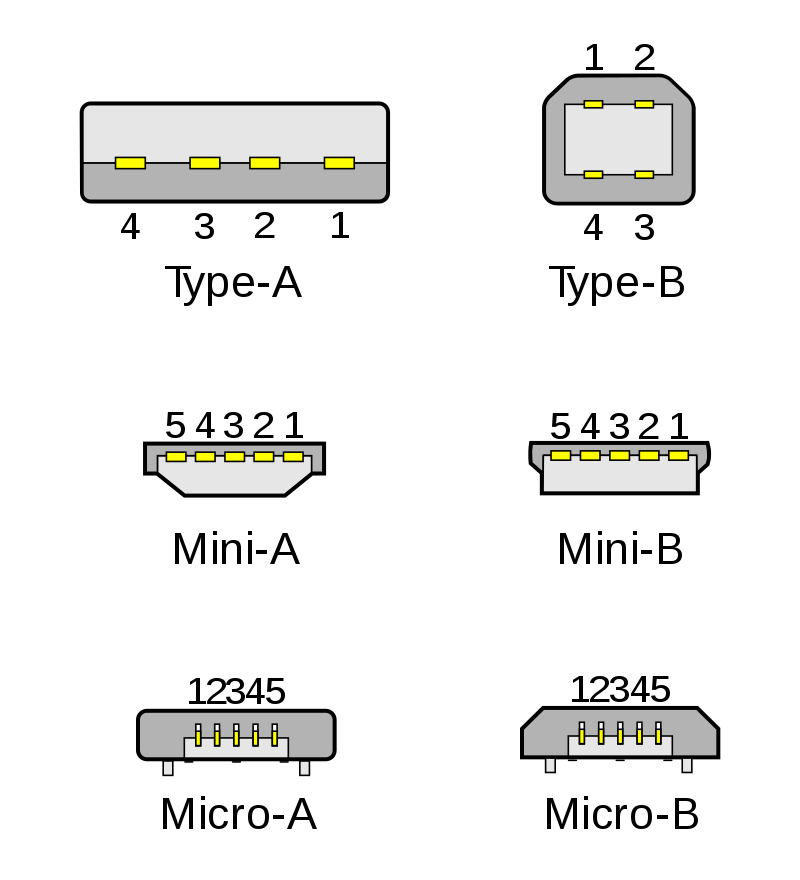 1 2
4 3 2 1
4 3
Type-A
Type-B
5 4 3 2 1
5 4 3 2 1
Mini-A
Mini-B
12345
12345
Micro-A
Micro-B